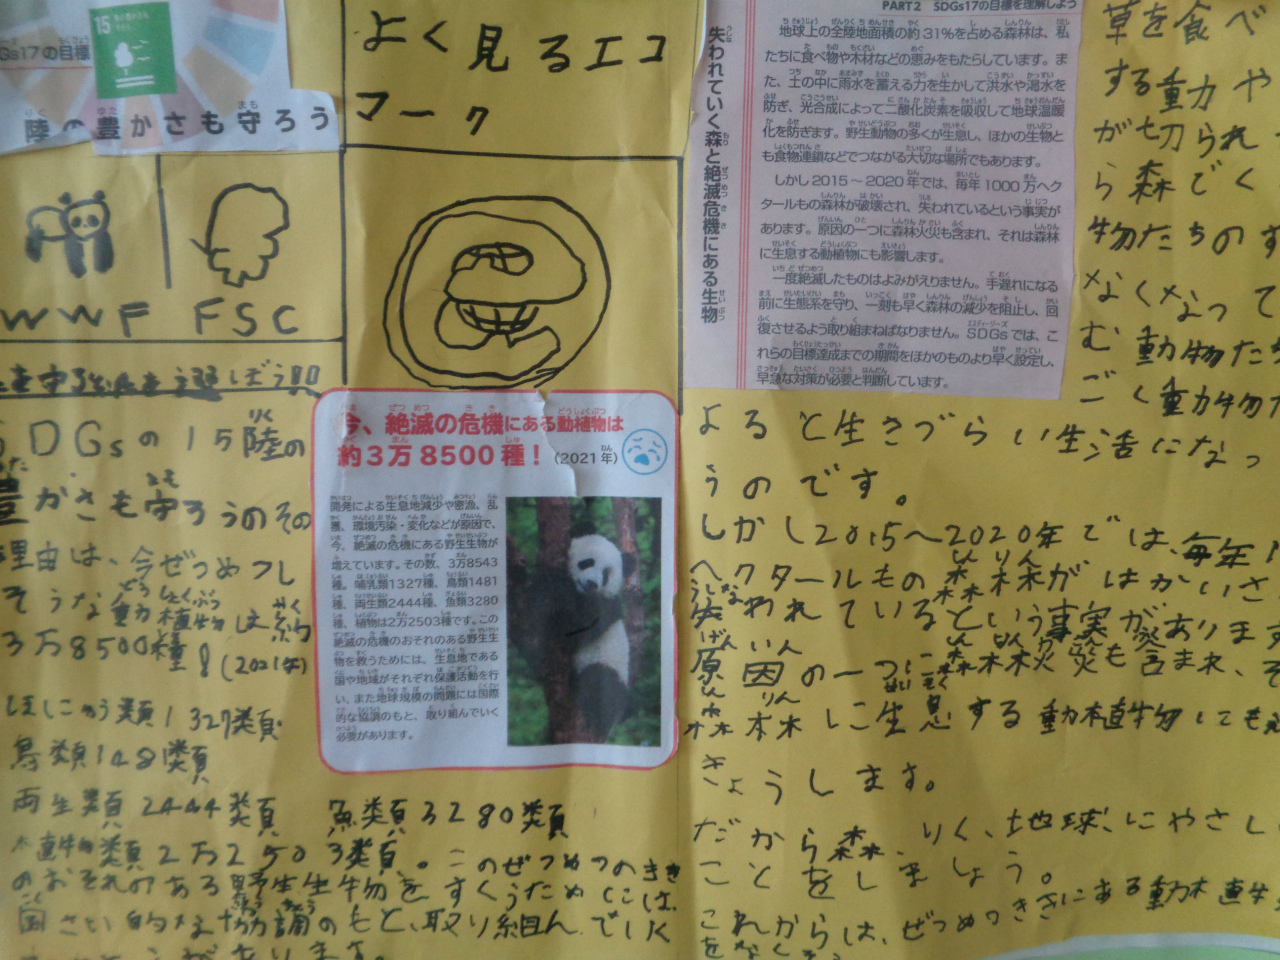 15
Gs17の目標
陸の豊かさも守ろう
WWF
FSC
よく見るエコ
マーク
SDGsの15陸の
豊かさも守ろうのその
理由は、今ぜつめつし
そうな動植物は約
3万8500種!(2021年)
ほにゅう類1327類
鳥類148類
両生類2444類 魚類3280類
植物類2万2503類。このぜつめつのきき
のおそれのある野生生物をすくうためには、
国さい的な協調のもと、取り組んでいく
今、絶滅の危機にある動植物は
約3万8500種!(2021年)
開発による生息地減少や密漁、乱
獲、環境汚染・変化などが原因で、
今、絶滅の危機にある野生生物が
増えています。その数、3万8543
種。哺乳類1327種、鳥類1481
種、両生類2444種、魚類3280
種、植物は2万2503種です。この
絶滅の危機のおそれのある野生生
物を救うためには、生息地である
国や地域がそれぞれ保護活動を行
い、また地球規模の問題には国際
的な協調のもと、取り組んでいく
必要があります。
PART2 SDGs17の目標を理解しよう
失われていく森と絶滅危機にある生物
地球上の全陸地面積の約31%を占める森林は、私
たちに食べ物や木材などの恵みをもたらしています。ま
た、土の中に雨水を蓄える力を生かして洪水や渇水を
防ぎ、光合成によって二酸化炭素を吸収して地球温暖
化を防ぎます。野生動物の多くが生息し、ほかの生物と
も食物連鎖などでつながる大切な場所でもあります。
しかし2015〜2020年では、毎年1000万ヘク
タールもの森林が破壊され、失われているという事実が
あります。原因の一つに森林火災も含まれ、それは森林
に生息する動植物にも影響します。
一度絶滅したものはよみがえりません。手遅れになる
前に生態系を守り、一刻も早く森林の減少を阻止し、回
復させるよう取り組まねばなりません。SDGsでは、こ
れらの目標達成までの期間をほかのものより早く設定し、
早急な対策が必要と判断しています。
草を食べ
する動力や
が切られ
ら森でく
物たちのす
なくなって
む動物たち
ごく動物が
よると生きづらい生活になっ
うのです。
しかし2015〜2020年では、毎年
ヘクタールもの森林がはかいさ
失われているという事実があります
原因の一つに森林火災も含まれ、そ
森林に生息する動植物にも
きょうします。
だから森、りく、地球、にやさし
ことをしましょう。
これからは、ぜつめつききにある動植
をなくそう